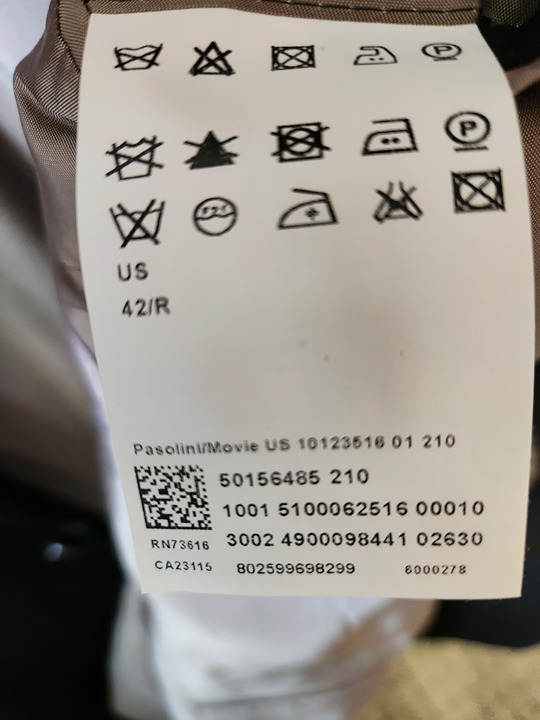 P
P
US
42/R
Pasolini/Movie US 10123516 01 210
50156485 210
1001 5100062516 00010
RN73616 3002 4900098441 02630
CA23115 802599698299 6000278